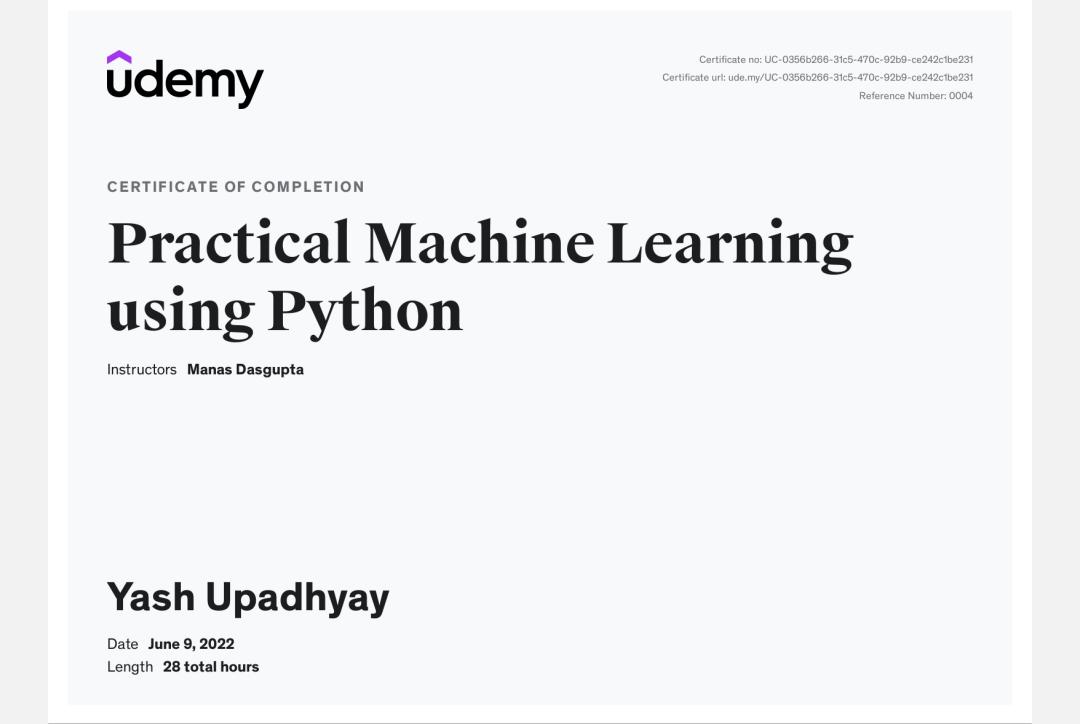 udemy
Certificate no: UC-0356b266-31c5-470c-92b9-ce242c1be231
Certificate url: ude.my/UC-0356b266-31c5-470c-92b9-ce242c1be231
Reference Number: 0004
CERTIFICATE OF COMPLETION
Practical Machine Learning
using Python
Instructors Manas Dasgupta
Yash Upadhyay
Date June 9, 2022
Length 28 total hours